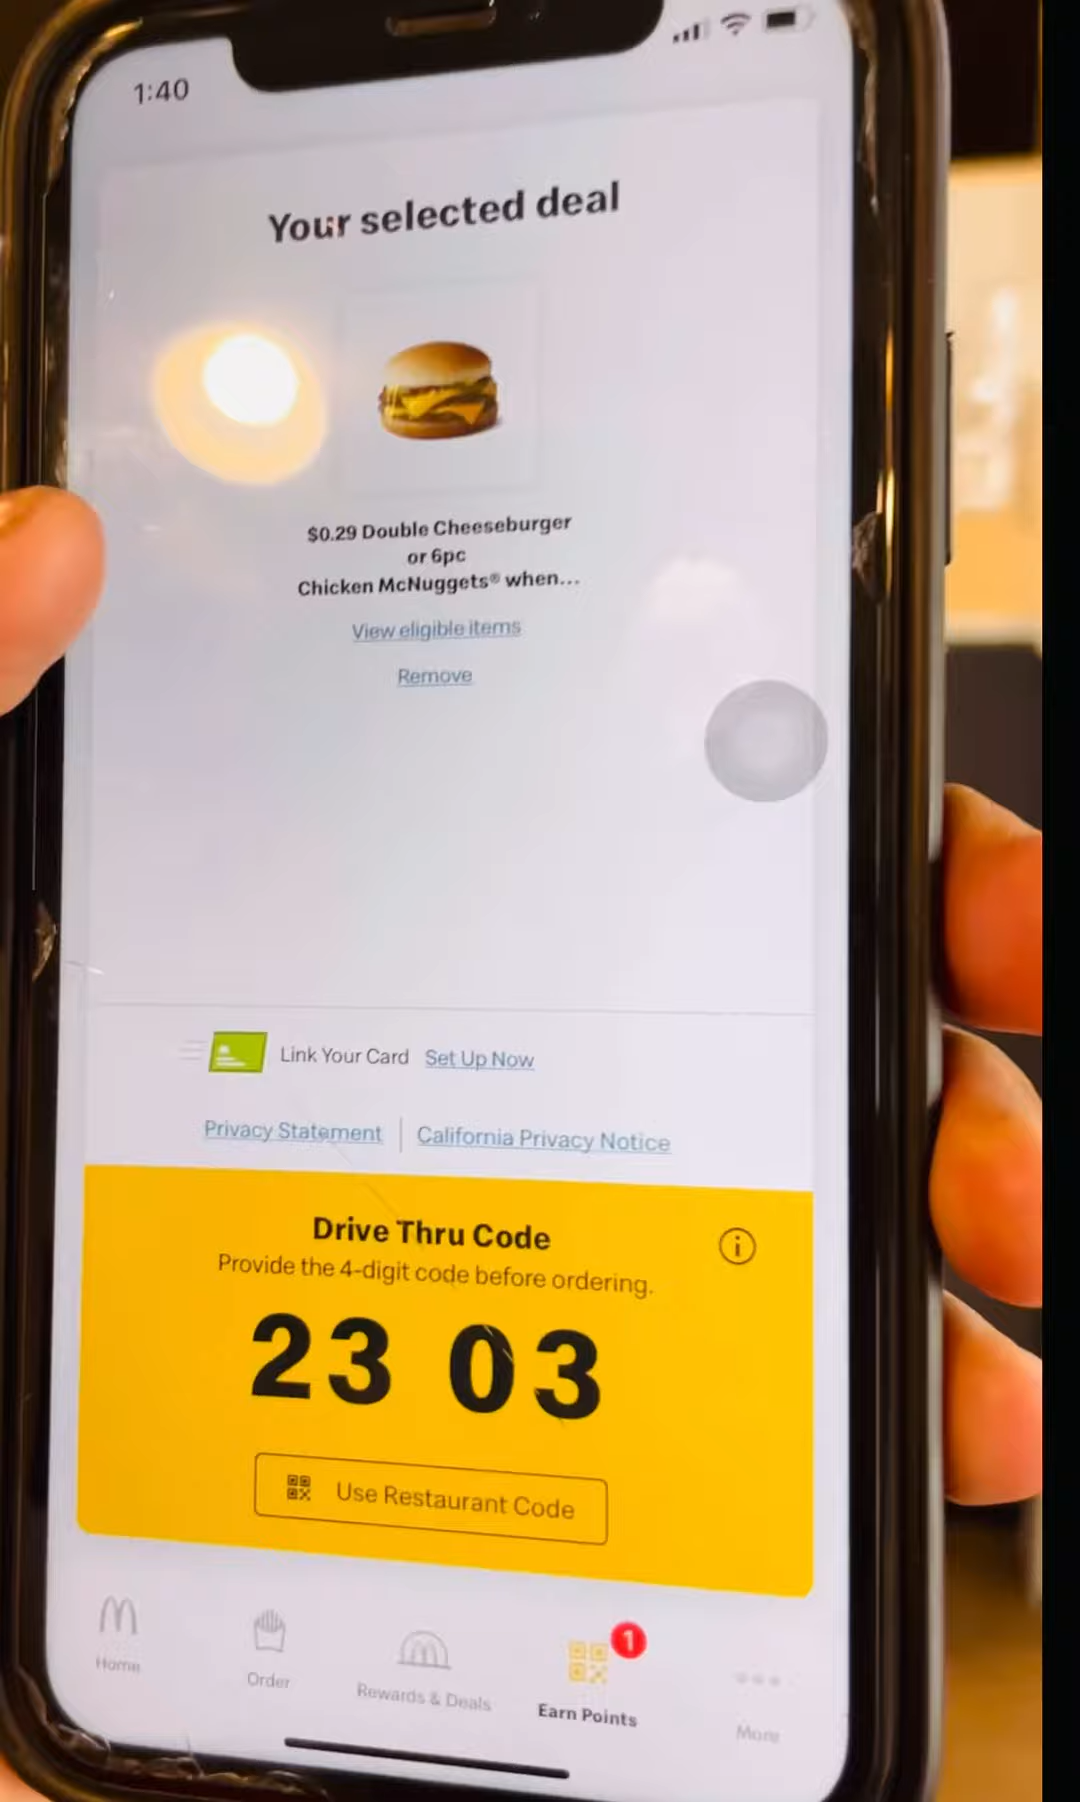 1:40
Your selected deal
$0.29 Double Cheeseburger
or 6pc
Chicken McNuggets® when...
View eligible items
Remove
Link Your Card Set Up Now
Privacy Statement California Privacy Notice
Drive Thru Code
Provide the 4-digit code before ordering.
23 03
Use Restaurant Code
1
Home Order Rewards & Deals Earn Points More